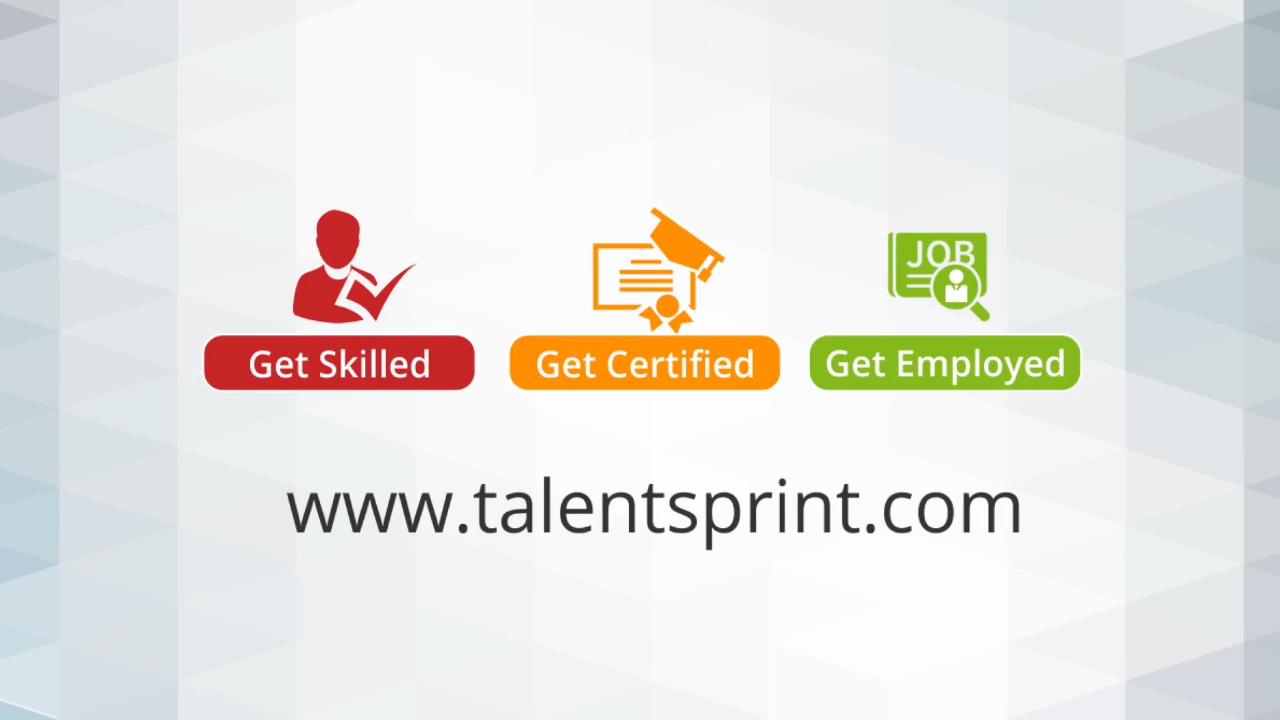 JOB
Get Skilled
Get Certified
Get Employed
www.talentsprint.com